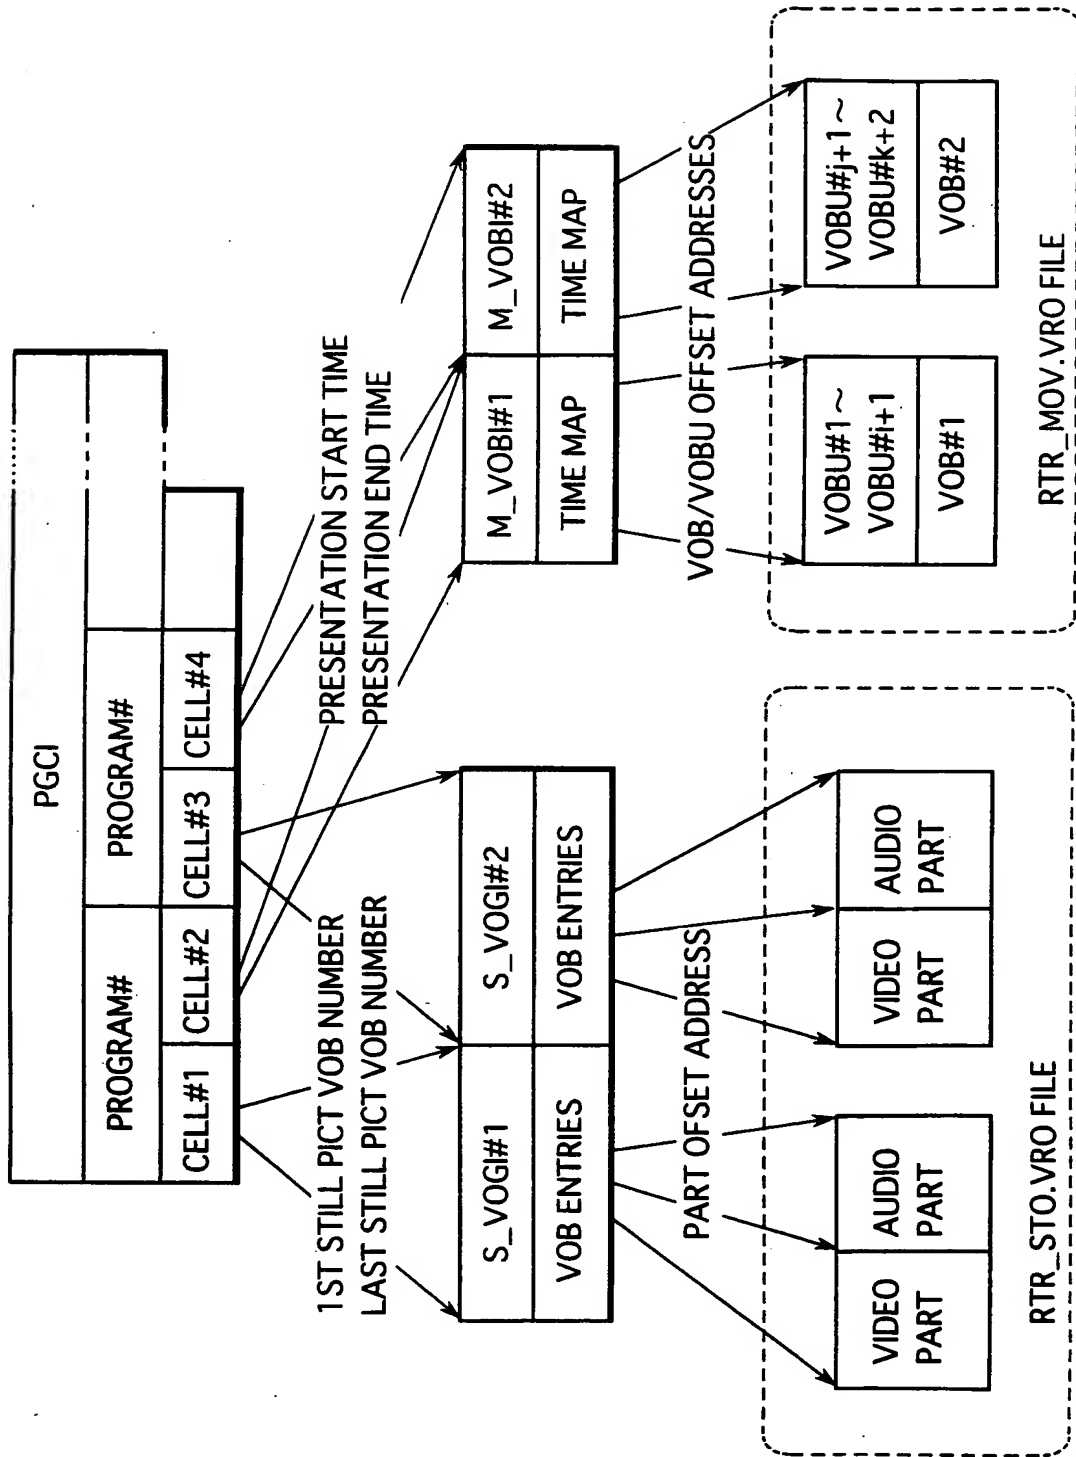 PGCI
PROGRAM#
PROGRAM#
CELL#1
CELL#2
CELL#3
CELL#4
1ST STILL PICT VOB NUMBER
LAST STILL PICT VOB NUMBER
PRESENTATION START TIME
PRESENTATION END TIME
S_VOGI#1
S_VOGI#2
VOB ENTRIES
VOB ENTRIES
M_VOBI#1
M_VOBI#2
TIME MAP
TIME MAP
PART OFSET ADDRESS
VOB/VOBU OFFSET ADDRESSES
VIDEO
PART
AUDIO
PART
VIDEO
PART
AUDIO
PART
RTR_STO.VRO FILE
VOBU#1~
VOBU#i+1
VOB#1
VOBU#j+1~
VOBU#k+2
VOB#2
RTR_MOV.VRO FILE